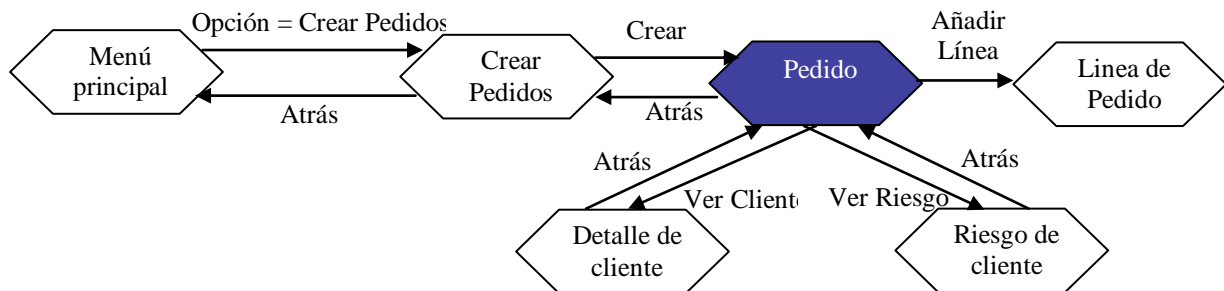 Opción = Crear Pedidos
Menú
principal
Atrás
Crear
Pedidos
Crear
Atrás
Pedido
Añadir
Línea
Linea de
Pedido
Atrás
Ver Cliente
Ver Riesgo
Atrás
Detalle de
cliente
Riesgo de
cliente